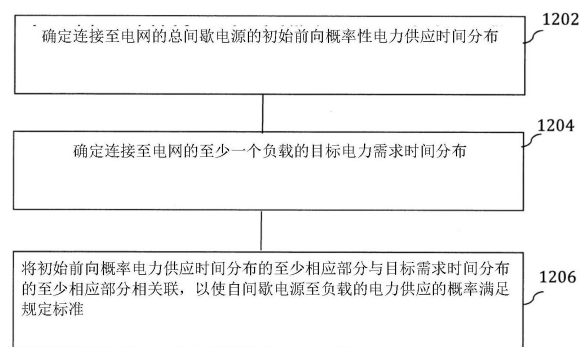 1202
确定连接至电网的总间歇电源的初始前向概率性电力供应时间分布
1204
确定连接至电网的至少一个负载的目标电力需求时间分布
将初始前向概率电力供应时间分布的至少相应部分与目标需求时间分布
的至少相应部分相关联，以使自间歇电源至负载的电力供应的概率满足
规定标准
1206